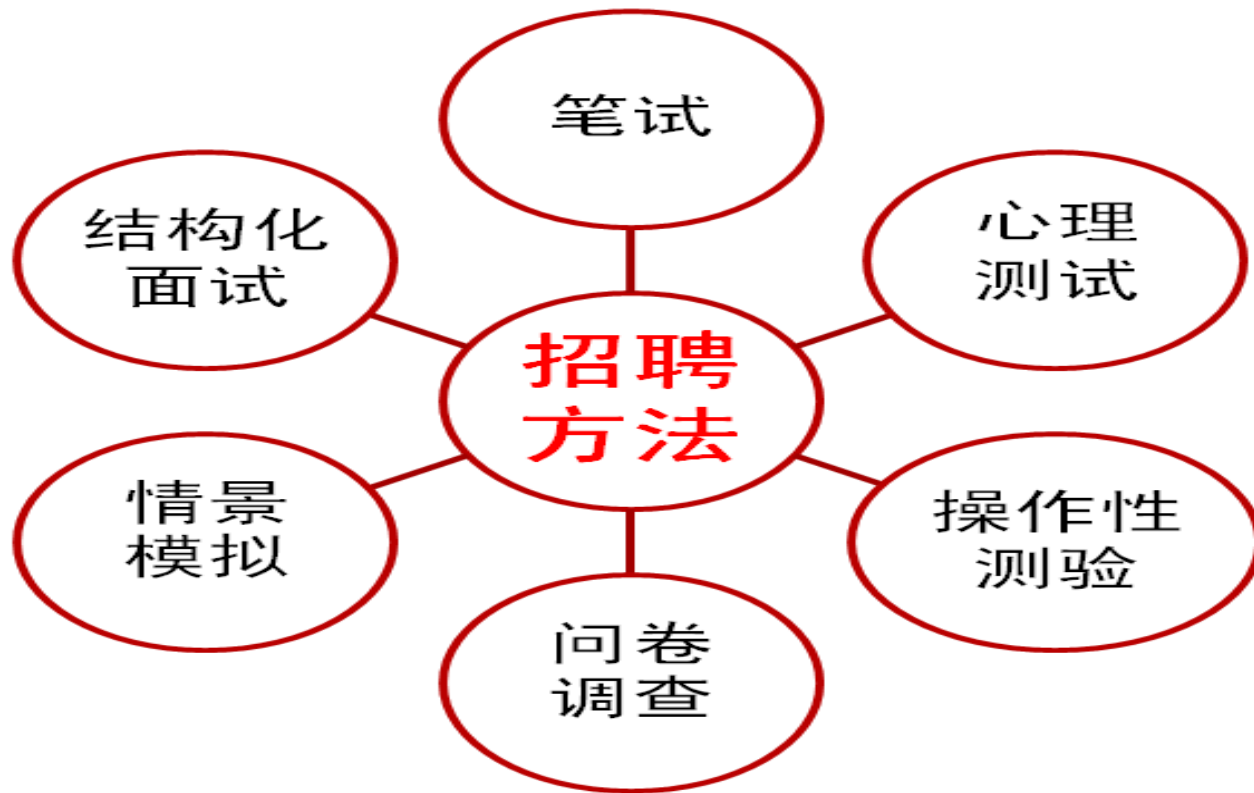 笔试
心理
测试
操作性
测验
问卷
调查
情景
模拟
结构化
面试
招聘
方法